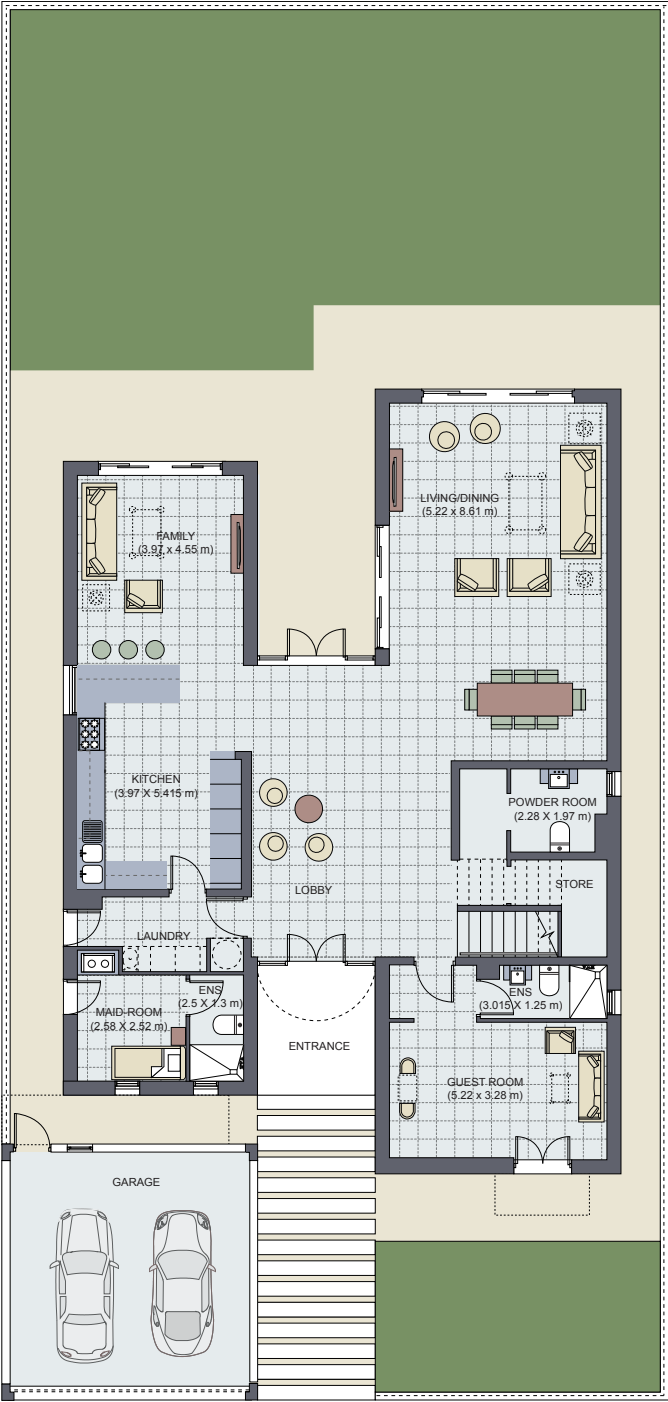 LIVING/DINING
(5.22 x 8.61 m)
FAMILY
(3.97 x 4.55 m)
KITCHEN
(3.97 X 5.415 m)
POWDER ROOM
(2.28 X 1.97 m)
STORE
LOBBY
LAUNDRY
ENS
(2.5 X 1.3 m)
ENS
(3.015 X 1.25 m)
MAID-ROOM
(2.58 X 2.52 m)
ENTRANCE
GUEST ROOM
(5.22 x 3.28 m)
GARAGE